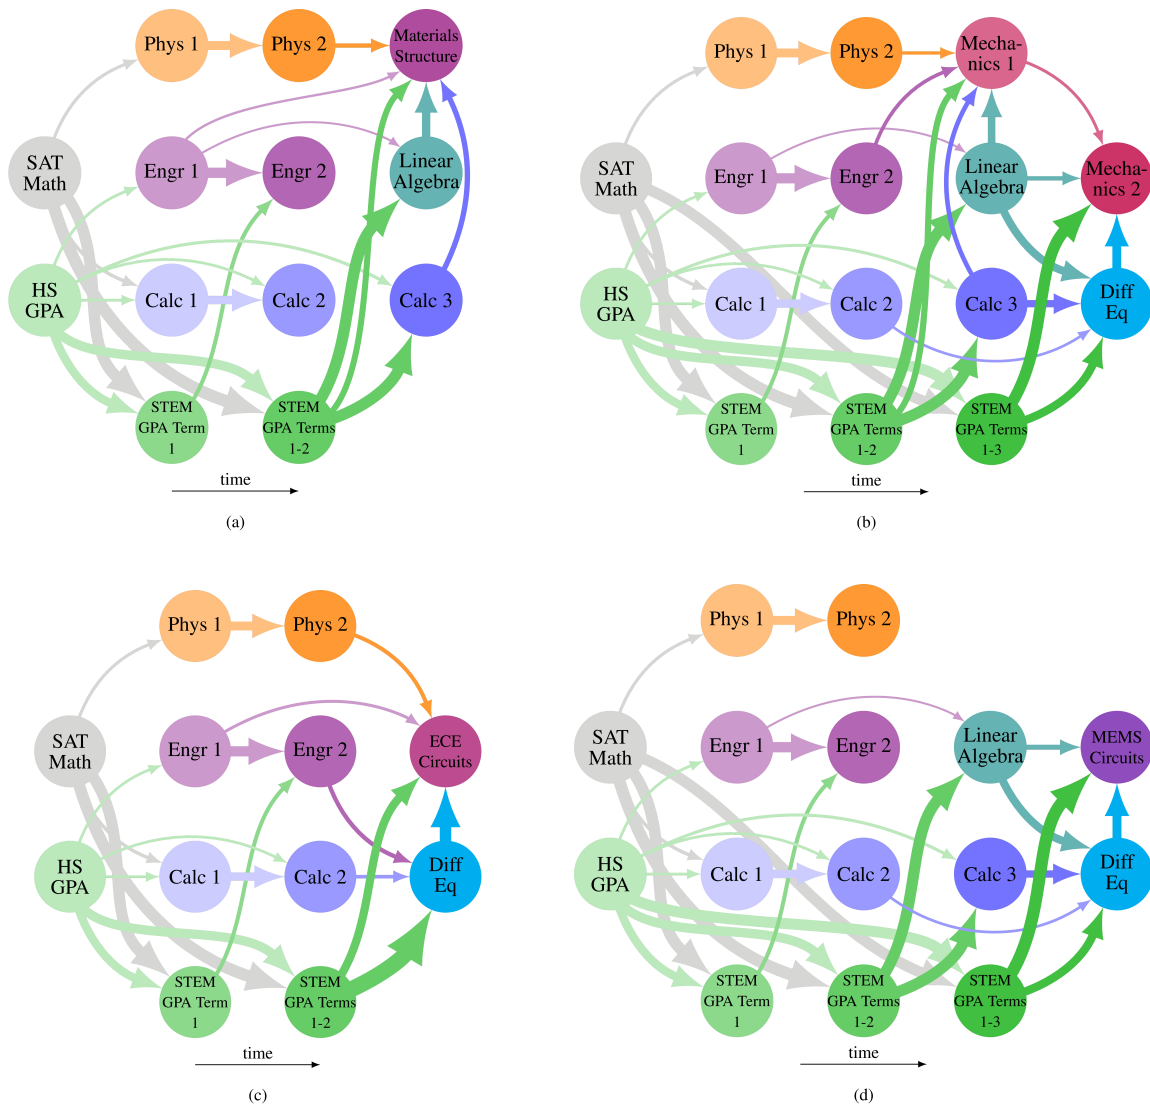 Phys 1
Phys 2
Materials
Structure
SAT
Math
Engr 1
Engr 2
Linear
Algebra
HS
GPA
Calc 1
Calc 2
Calc 3
STEM
GPA Term
1
STEM
GPA Terms
1-2
time
(a)
Phys 1
Phys 2
Mecha-
nics 1
SAT
Math
Engr 1
Engr 2
Linear
Algebra
Mecha-
nics 2
HS
GPA
Calc 1
Calc 2
Calc 3
Diff
Eq
STEM
GPA Term
1
STEM
GPA Terms
1-2
STEM
GPA Terms
1-3
time
(b)
Phys 1
Phys 2
SAT
Math
Engr 1
Engr 2
ECE
Circuits
HS
GPA
Calc 1
Calc 2
Diff
Eq
STEM
GPA Term
1
STEM
GPA Terms
1-2
time
(c)
Phys 1
Phys 2
SAT
Math
Engr 1
Engr 2
Linear
Algebra
MEMS
Circuits
HS
GPA
Calc 1
Calc 2
Calc 3
Diff
Eq
STEM
GPA Term
1
STEM
GPA Terms
1-2
STEM
GPA Terms
1-3
time
(d)